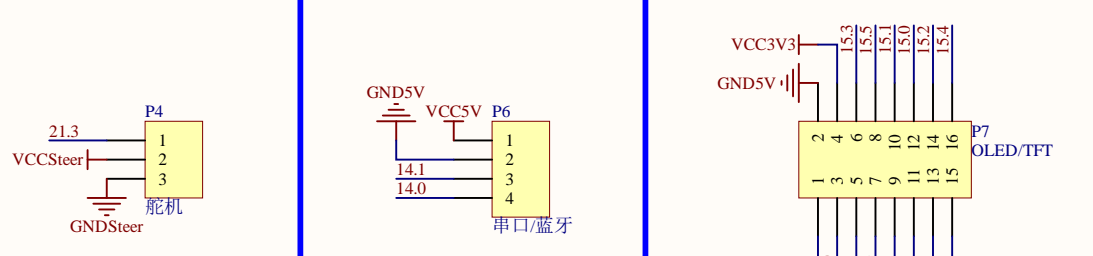 P4
21.3
1
VCCSteer
2
3
舵机
GNDSteer
GND5V
VCC5V
P6
1
2
14.1
3
14.0
4
串口/蓝牙
VCC3V3
15.3
15.5
15.1
15.0
15.2
15.4
GND5V
2
4
6
8
10
12
14
16
P7
OLED/TFT
1
3
5
7
9
11
13
15